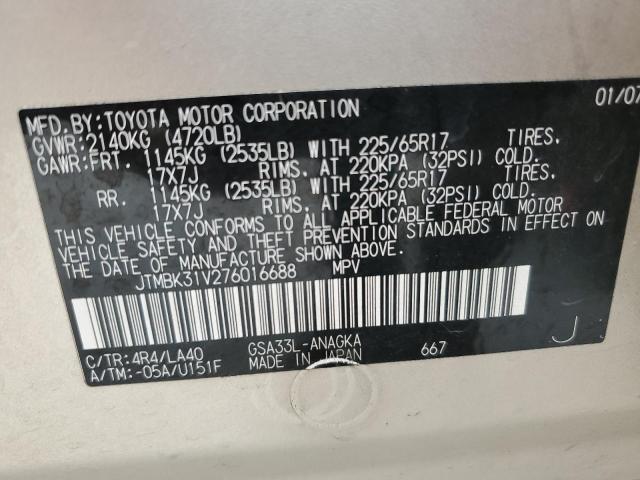 MFD.BY:TOYOTA MOTOR CORPORATION 01/07
GVWR:2140KG (4720LB)
GAWR:FRT. 1145KG (2535LB) WITH 225/65R17 TIRES.
17X7J RIMS. AT 220KPA (32PSI) COLD.
RR. 1145KG (2535LB) WITH 225/65R17 TIRES.
17X7J RIMS. AT 220KPA (32PSI) COLD.
THIS VEHICLE CONFORMS TO ALL APPLICABLE FEDERAL MOTOR
VEHICLE SAFETY AND THEFT PREVENTION STANDARDS IN EFFECT ON
THE DATE OF MANUFACTURE SHOWN ABOVE.
JTMBK31V276016688 MPV
C/TR:4R4/LA40 GSA33L-ANAGKA 667 J
A/TM:-05A/U151F MADE IN JAPAN